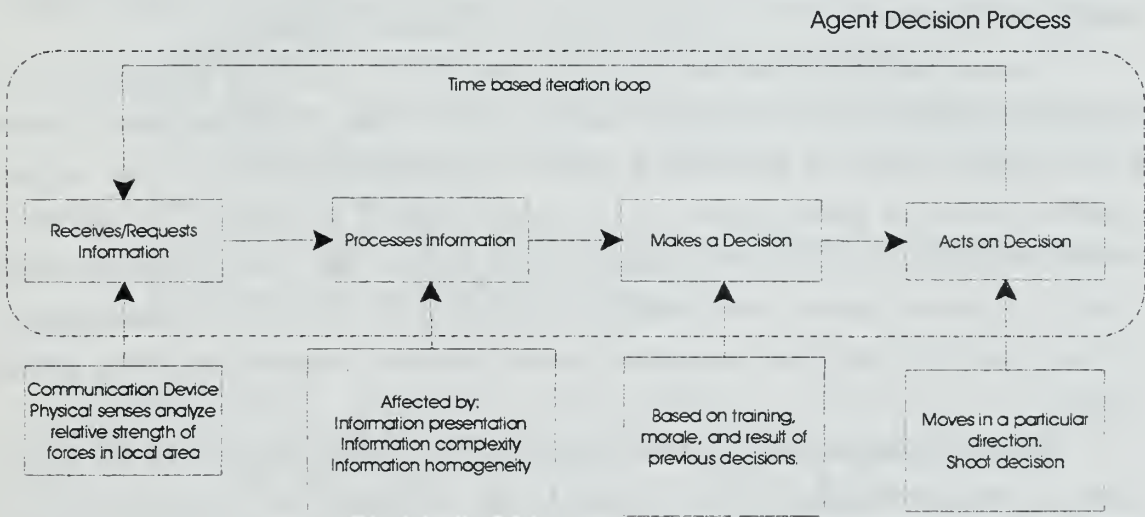 Agent Decision Process
Time based iteration loop
Receives/Requests
Information
Processes Information
Makes a Decision
Acts on Decision
Communication Device
Physical senses analyze
relative strength of
forces in local area
Affected by:
Information presentation
Information complexity
Information homogeneity
Based on training,
morale, and result of
previous decisions.
Moves in a particular
direction.
Shoot decision